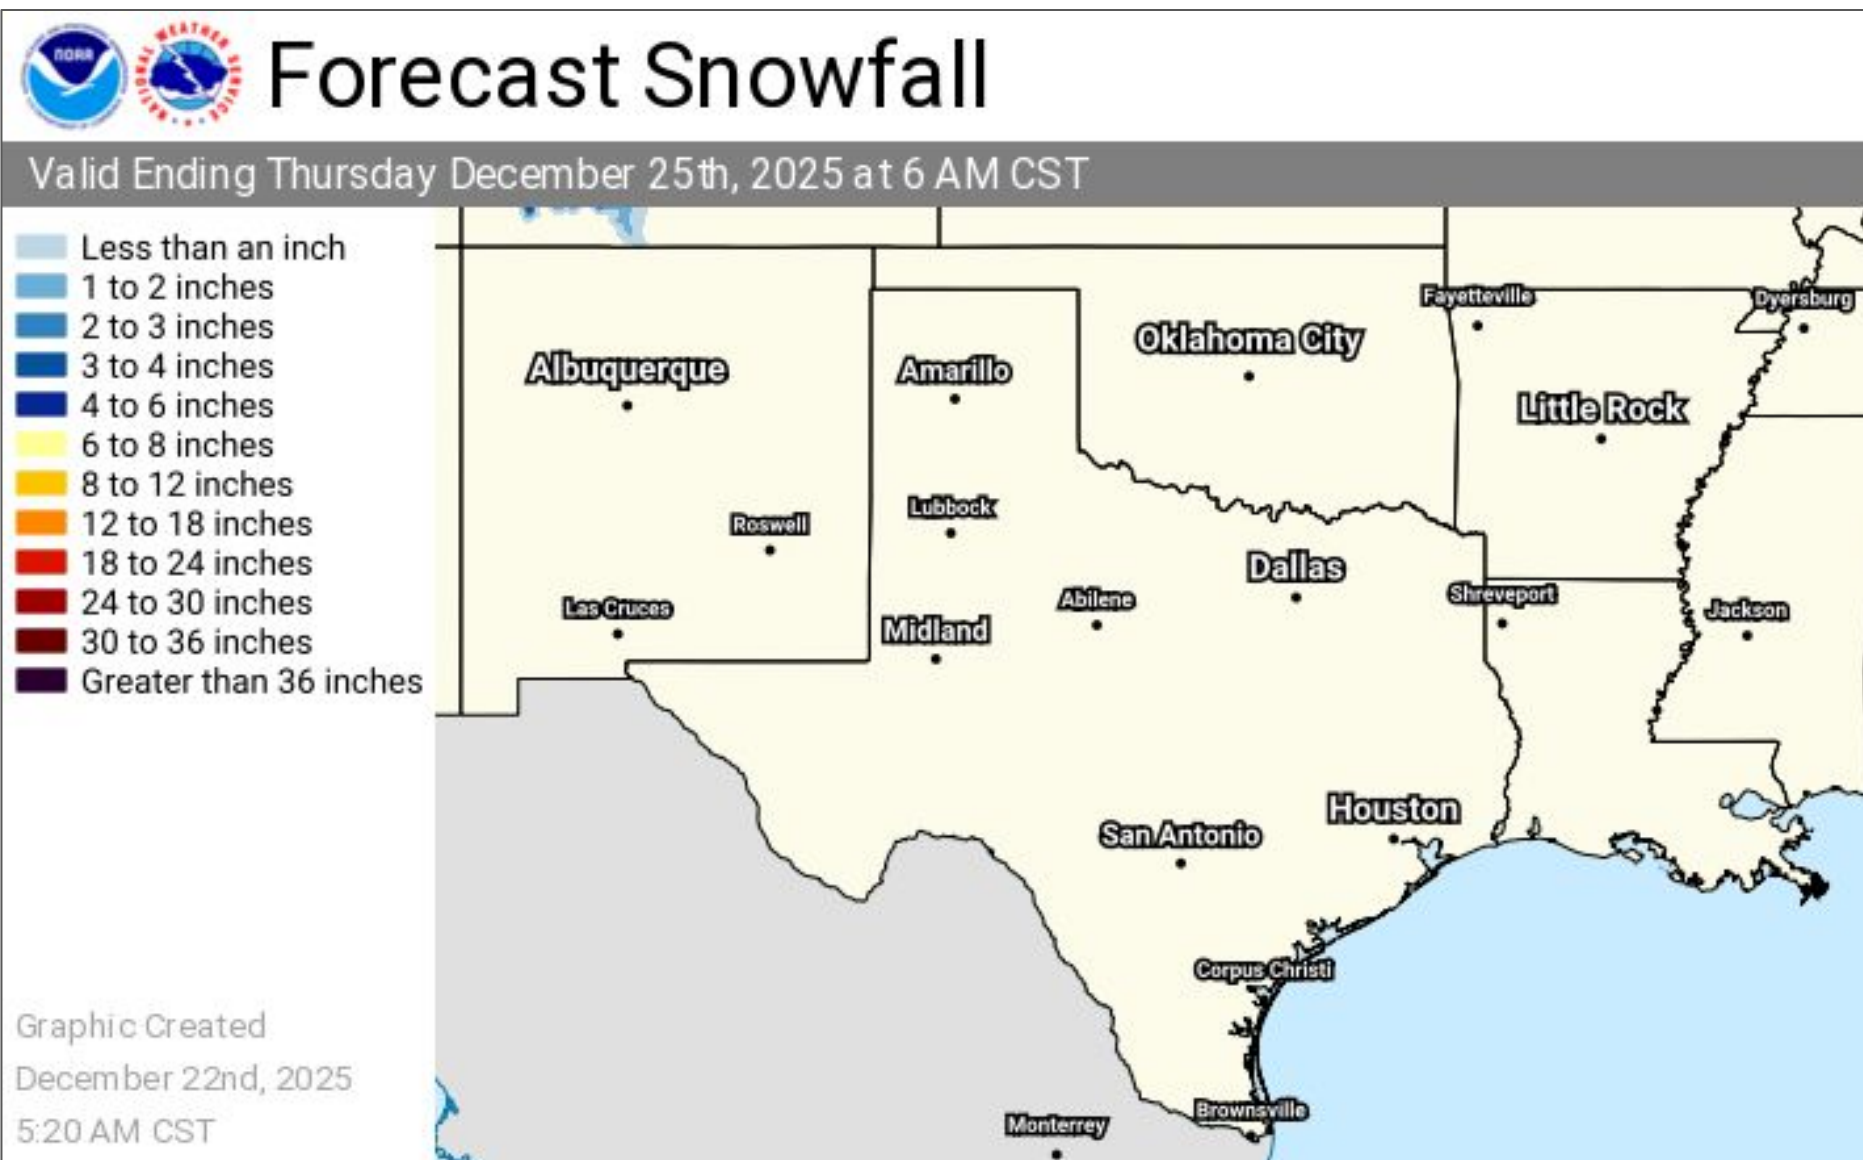 NOAA
NATIONAL WEATHER SERVICE
Forecast Snowfall
Valid Ending Thursday December 25th, 2025 at 6 AM CST
Less than an inch
1 to 2 inches
2 to 3 inches
3 to 4 inches
4 to 6 inches
6 to 8 inches
8 to 12 inches
12 to 18 inches
18 to 24 inches
24 to 30 inches
30 to 36 inches
Greater than 36 inches
Fayetteville
Dyersburg
Oklahoma City
Albuquerque
Amarillo
Little Rock
Lubbock
Roswell
Dallas
Abilene
Shreveport
Las Cruces
Jackson
Midland
Houston
San Antonio
Corpus Christi
Brownsville
Monterrey
Graphic Created
December 22nd, 2025
5:20 AM CST